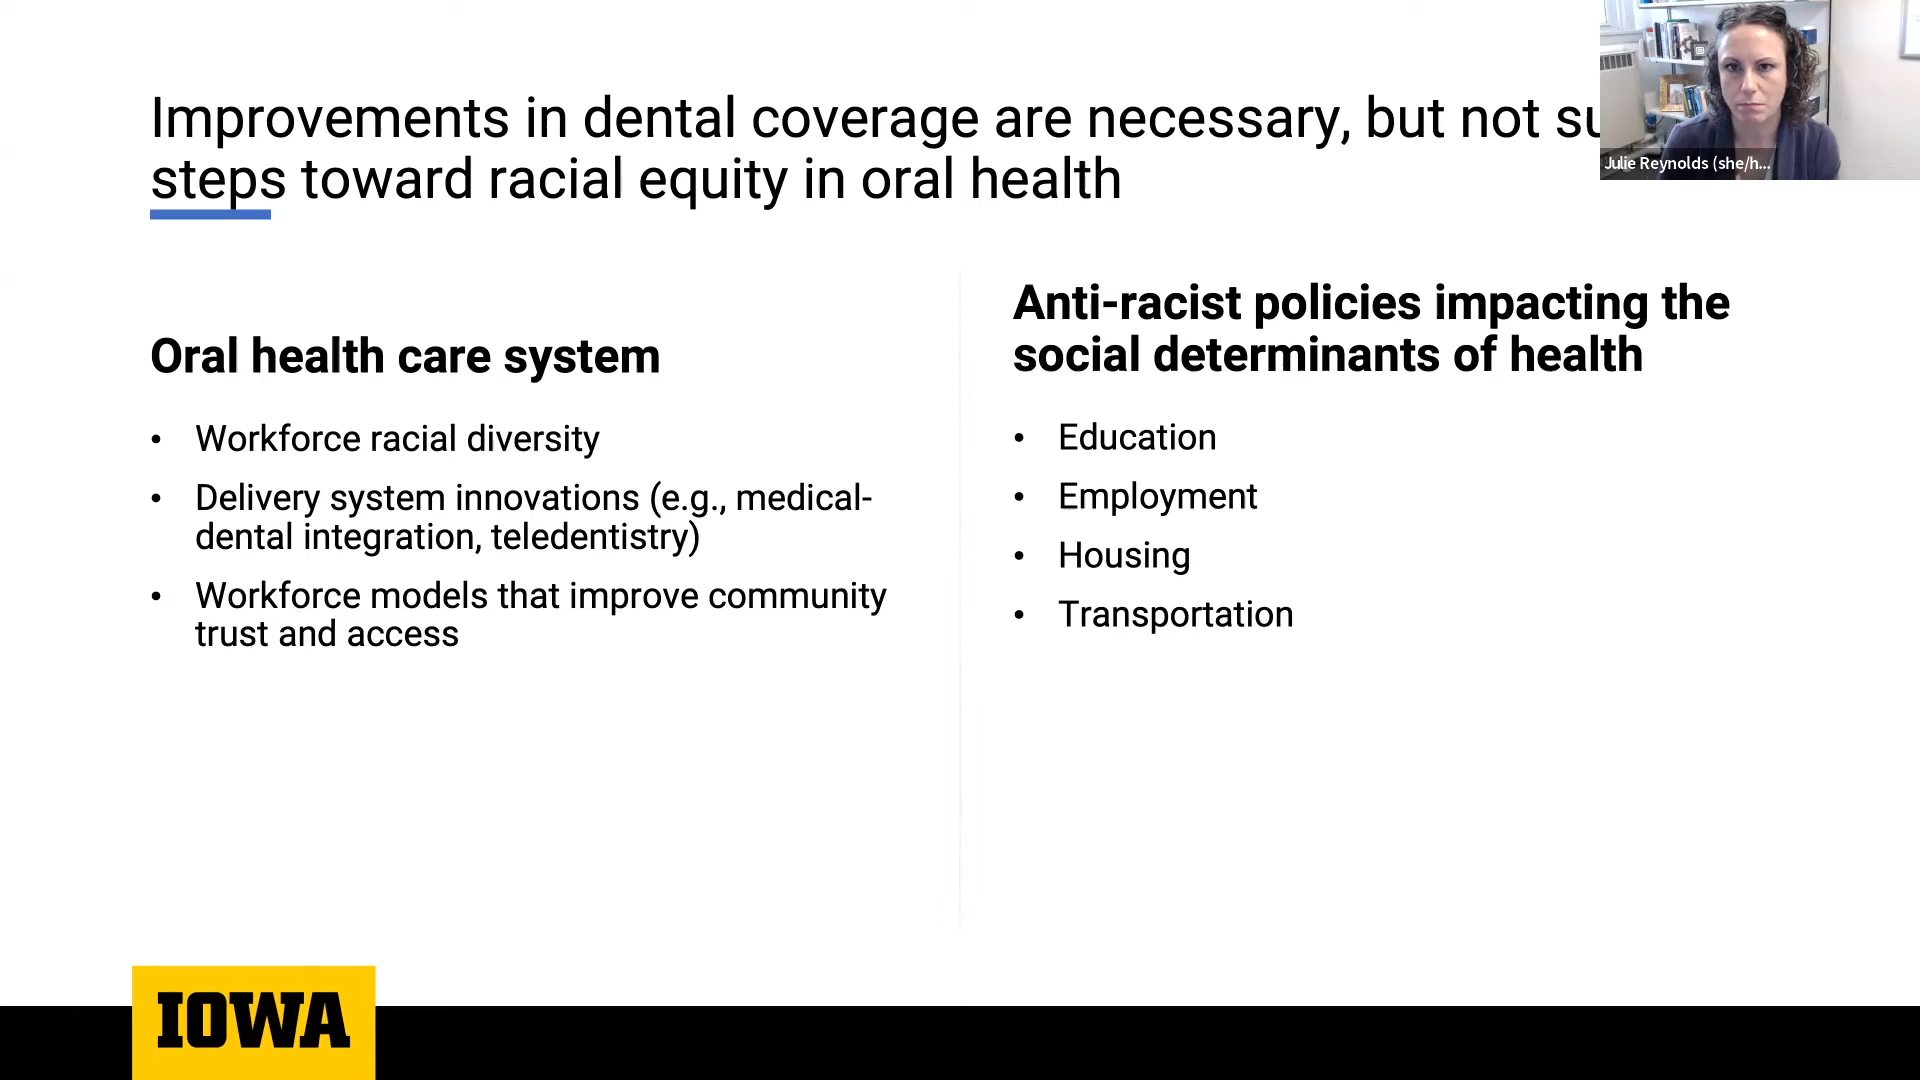 Improvements in dental coverage are necessary, but not
steps toward racial equity in oral health
Julie Reynolds (she/h...
Oral health care system
• Workforce racial diversity
• Delivery system innovations (e.g., medical-
dental integration, teledentistry)
• Workforce models that improve community
trust and access
Anti-racist policies impacting the
social determinants of health
• Education
• Employment
• Housing
• Transportation
IOWA